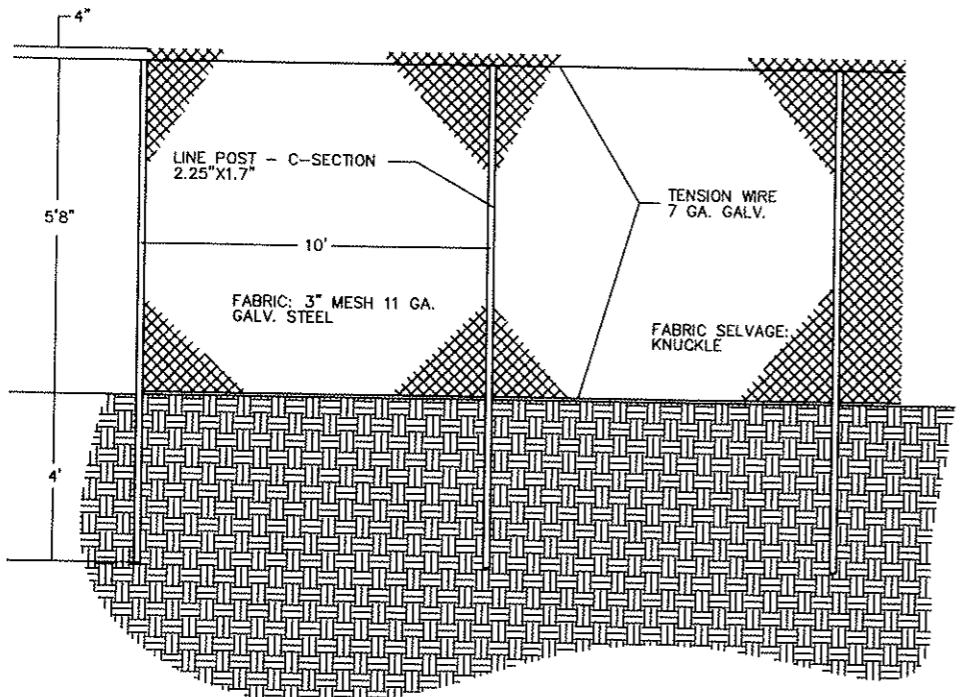 4"
5'8"
LINE POST - C-SECTION
2.25"X1.7"
TENSION WIRE
7 GA. GALV.
10'
FABRIC: 3" MESH 11 GA.
GALV. STEEL
FABRIC SELVAGE:
KNUCKLE
4'